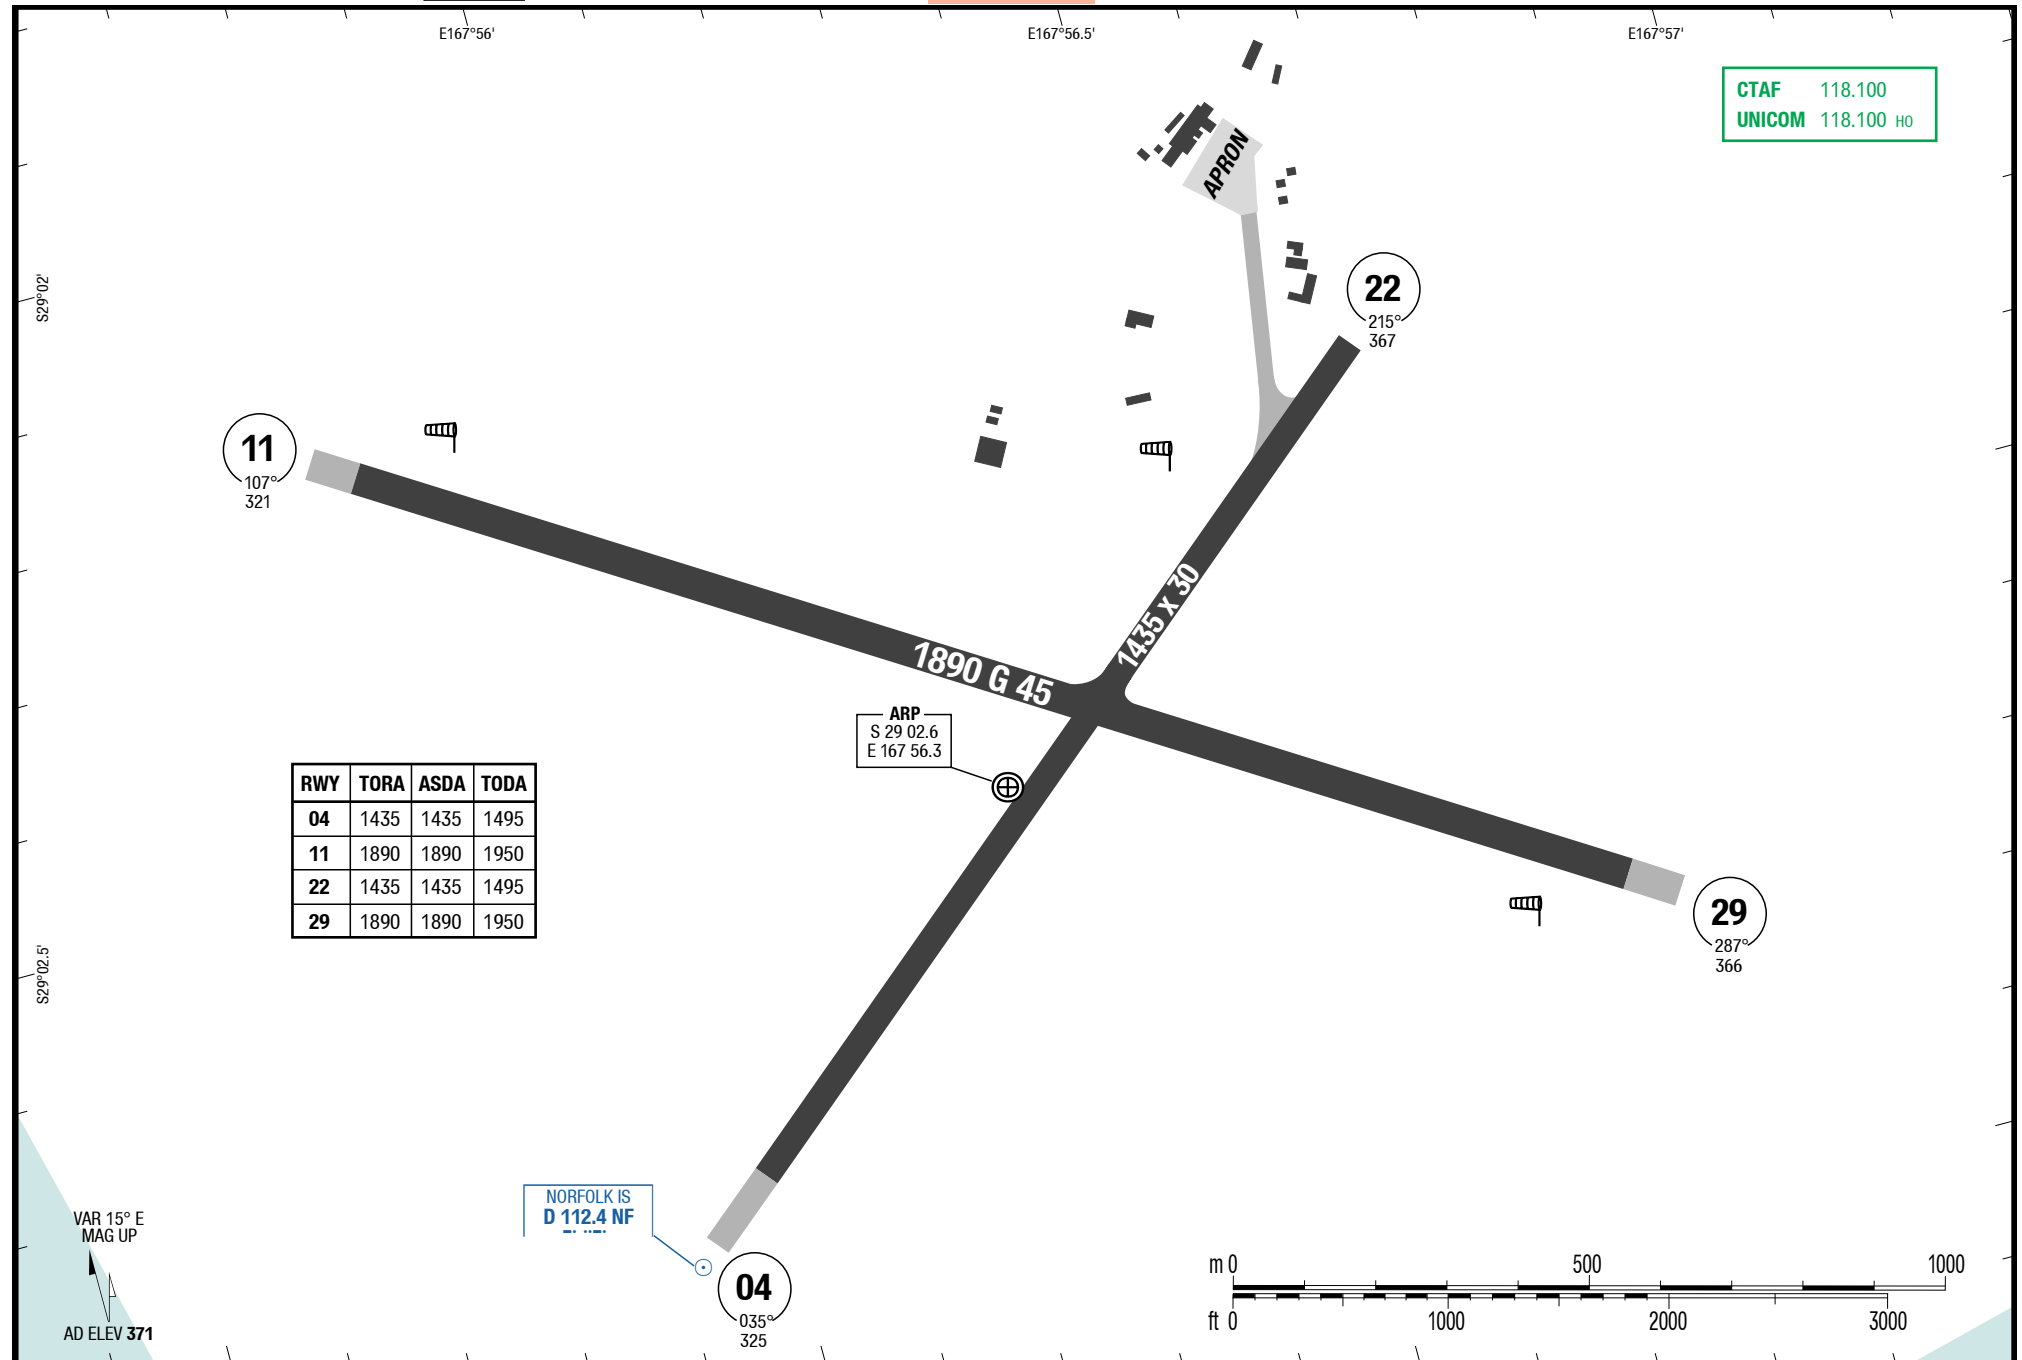 E167°56'
E167°56.5'
E167°57'
CTAF 118.100
UNICOM 118.100 HO
APRON
S29°02'
22
215°
367
11
107°
321
1435 x 30
1890 G 45
ARP
S 29 02.6
E 167 56.3
RWY TORA ASDA TODA
04 1435 1435 1495
11 1890 1890 1950
22 1435 1435 1495
29 1890 1890 1950
29
287°
366
S29°02.5'
NORFOLK IS
D 112.4 NF
VAR 15° E
MAG UP
AD ELEV 371
04
035°
325
m 0 500 1000
ft 0 1000 2000 3000